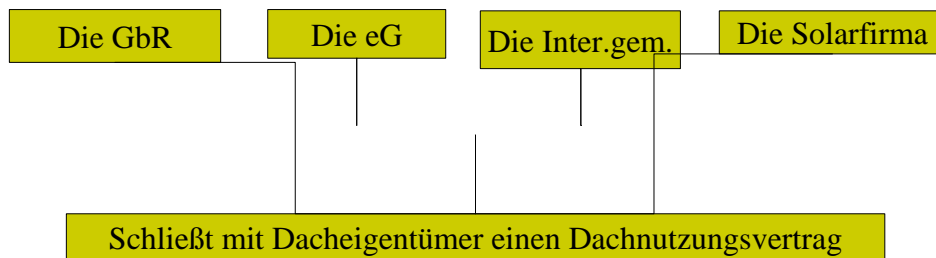 Die GbR
Die eG
Die Inter.gem.
Die Solarfirma
Schließt mit Dacheigentümer einen Dachnutzungsvertrag